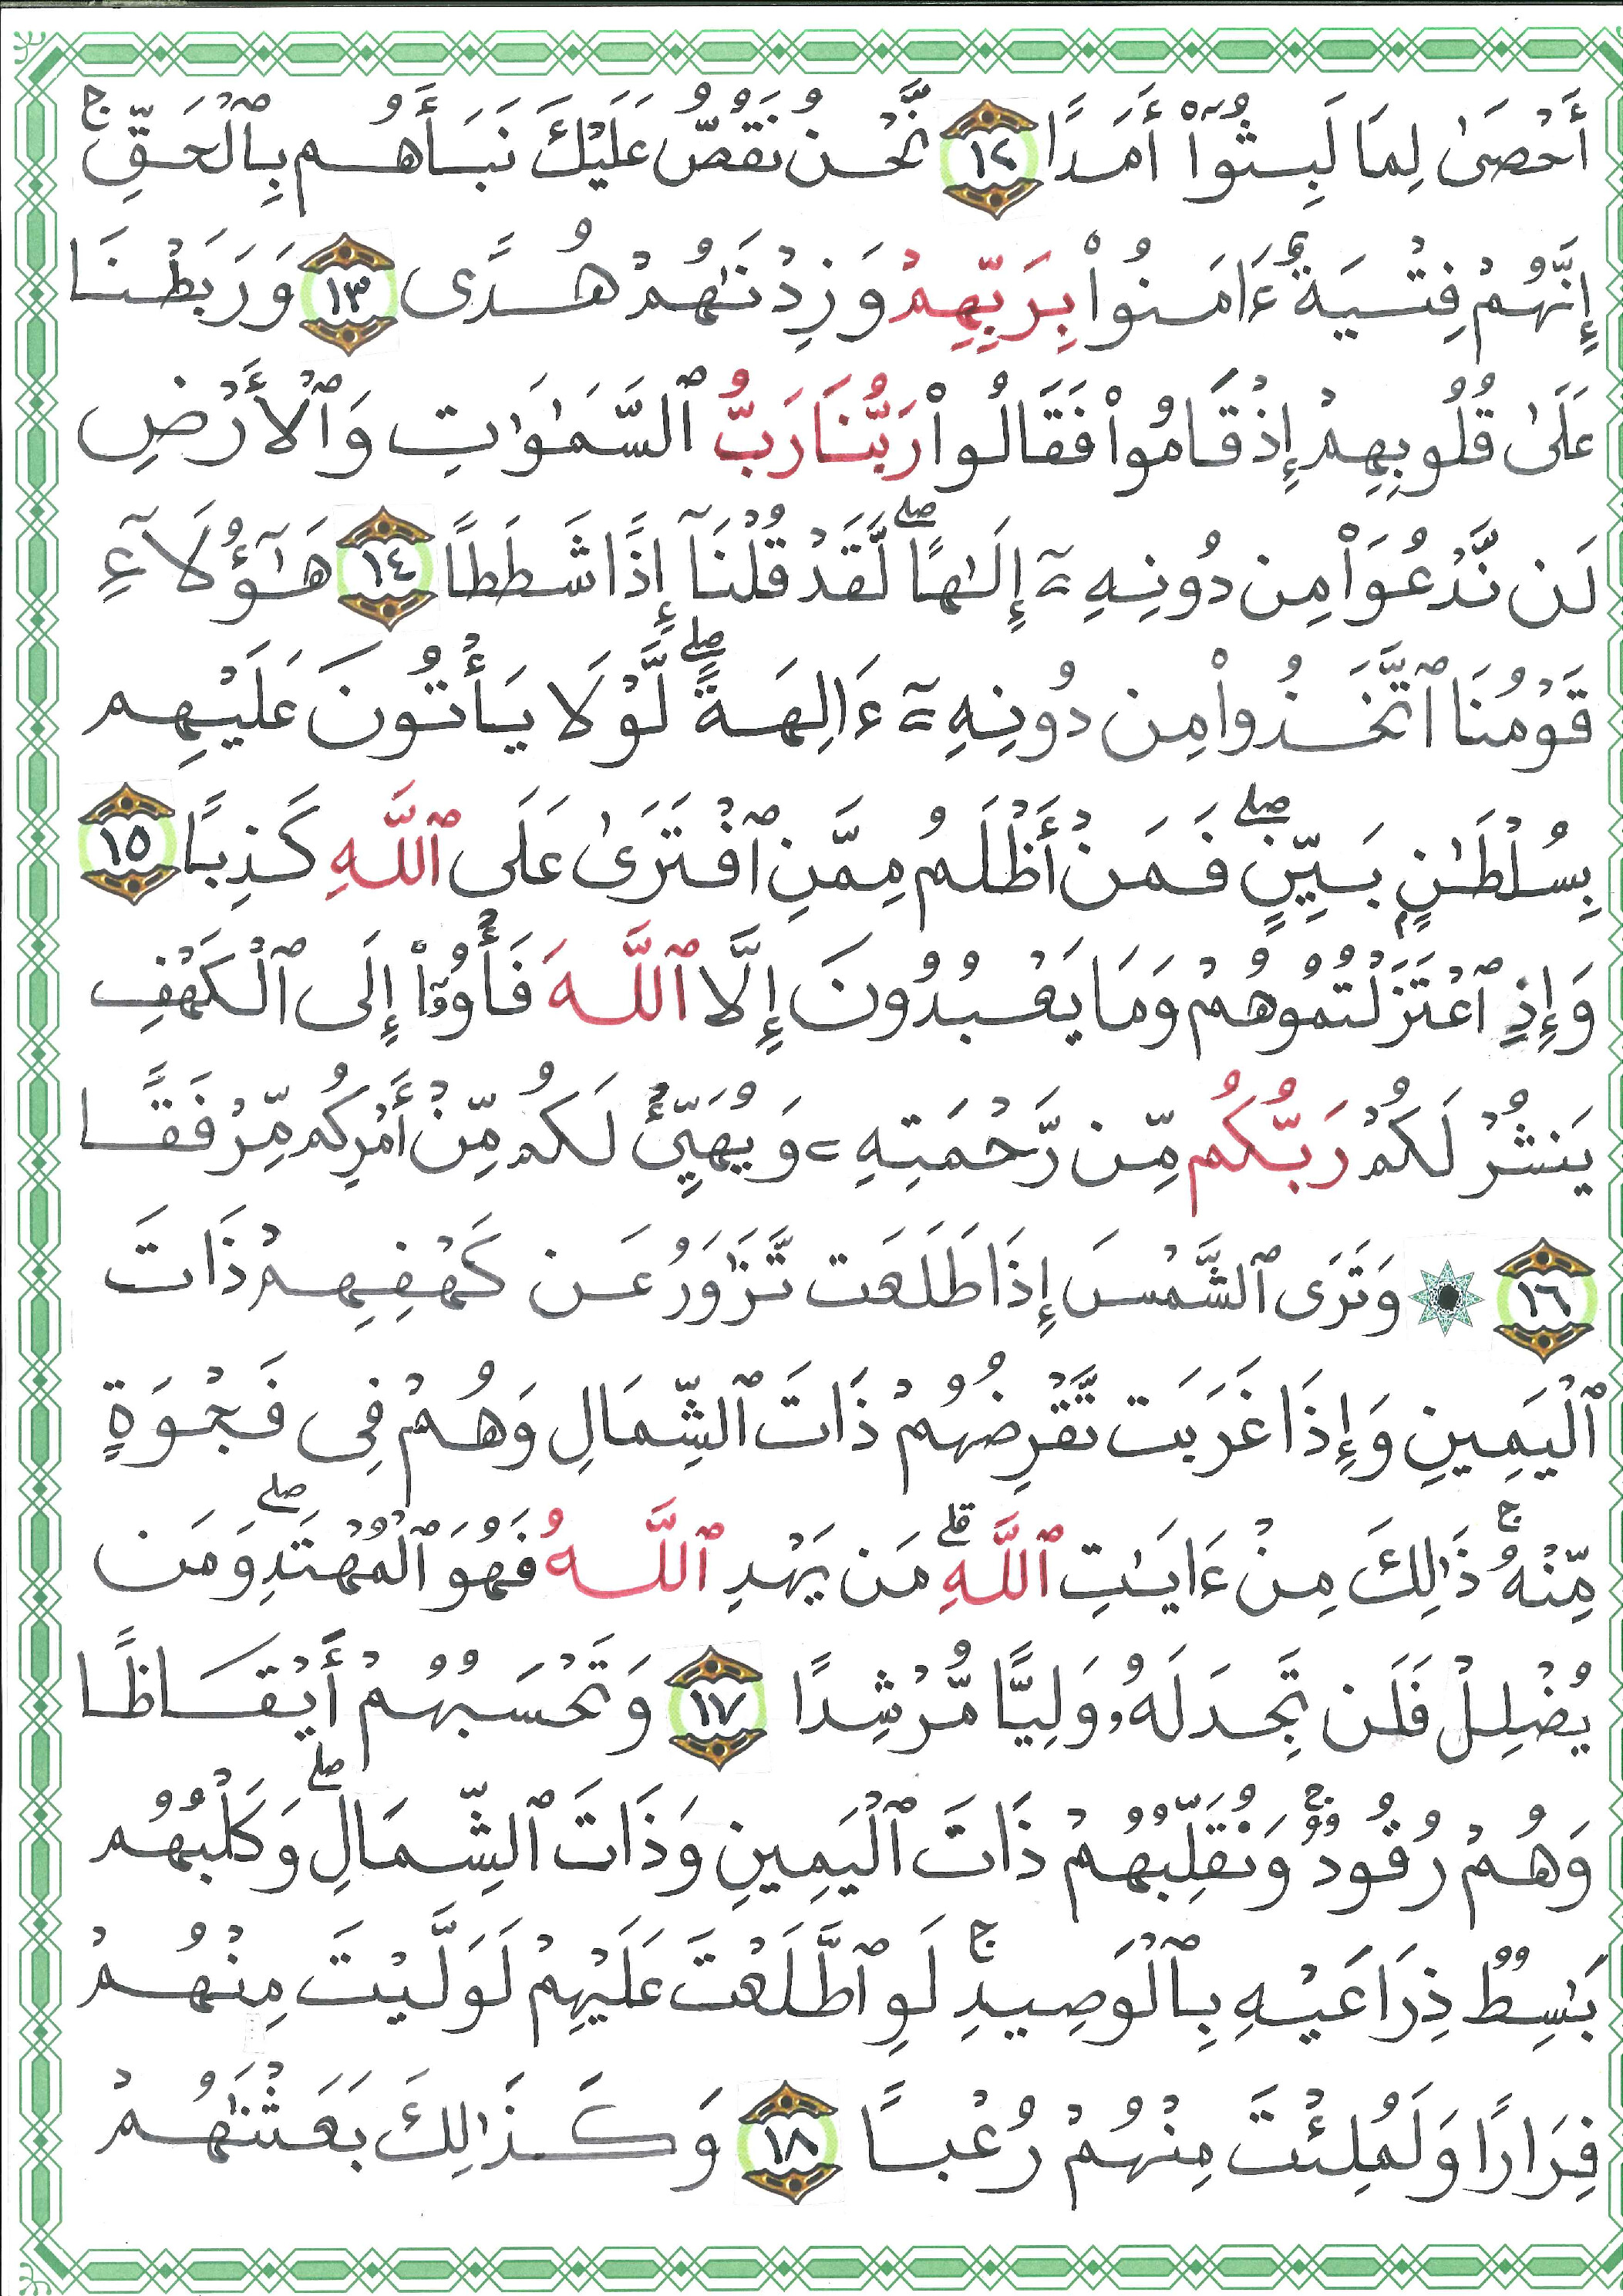 أَحْصَىٰ لِمَا لَبِثُوٓا۟ أَمَدًا ١٢ نَّحْنُ نَقُصُّ عَلَيْكَ نَبَأَهُم بِٱلْحَقِّ ۚ
إِنَّهُمْ فِتْيَةٌ ءَامَنُوا۟ بِرَبِّهِمْ وَزِدْنَـٰهُمْ هُدًى ١٣ وَرَبَطْنَا
عَلَىٰ قُلُوبِهِمْ إِذْ قَامُوا۟ فَقَالُوا۟ رَبُّنَا رَبُّ ٱلسَّمَـٰوَٰتِ وَٱلْأَرْضِ
لَن نَّدْعُوَا۟ مِن دُونِهِۦٓ إِلَـٰهًا ۖ لَّقَدْ قُلْنَآ إِذًا شَطَطًا ١٤ هَـٰٓؤُلَآءِ
قَوْمُنَا ٱتَّخَذُوا۟ مِن دُونِهِۦٓ ءَالِهَةً ۖ لَّوْلَا يَأْتُونَ عَلَيْهِم
بِسُلْطَـٰنٍۭ بَيِّنٍ ۖ فَمَنْ أَظْلَمُ مِمَّنِ ٱفْتَرَىٰ عَلَى ٱللَّهِ كَذِبًا ١٥
وَإِذِ ٱعْتَزَلْتُمُوهُمْ وَمَا يَعْبُدُونَ إِلَّا ٱللَّهَ فَأْوُۥٓا۟ إِلَى ٱلْكَهْفِ
يَنشُرْ لَكُمْ رَبُّكُم مِّن رَّحْمَتِهِۦ وَيُهَيِّئْ لَكُم مِّنْ أَمْرِكُم مِّرْفَقًا
١٦ ۞ وَتَرَى ٱلشَّمْسَ إِذَا طَلَعَت تَّزَٰوَرُ عَن كَهْفِهِمْ ذَاتَ
ٱلْيَمِينِ وَإِذَا غَرَبَت تَّقْرِضُهُمْ ذَاتَ ٱلشِّمَالِ وَهُمْ فِى فَجْوَةٍ
مِّنْهُ ۚ ذَٰلِكَ مِنْ ءَايَـٰتِ ٱللَّهِ ۗ مَن يَهْدِ ٱللَّهُ فَهُوَ ٱلْمُهْتَدِ ۖ وَمَن
يُضْلِلْ فَلَن تَجِدَ لَهُۥ وَلِيًّا مُّرْشِدًا ١٧ وَتَحْسَبُهُمْ أَيْقَاظًا
وَهُمْ رُقُودٌ ۚ وَنُقَلِّبُهُمْ ذَاتَ ٱلْيَمِينِ وَذَاتَ ٱلشِّمَالِ ۖ وَكَلْبُهُم
بَـٰسِطٌ ذِرَاعَيْهِ بِٱلْوَصِيدِ ۚ لَوِ ٱطَّلَعْتَ عَلَيْهِمْ لَوَلَّيْتَ مِنْهُمْ
فِرَارًا وَلَمُلِئْتَ مِنْهُمْ رُعْبًا ١٨ وَكَذَٰلِكَ بَعَثْنَـٰهُمْ